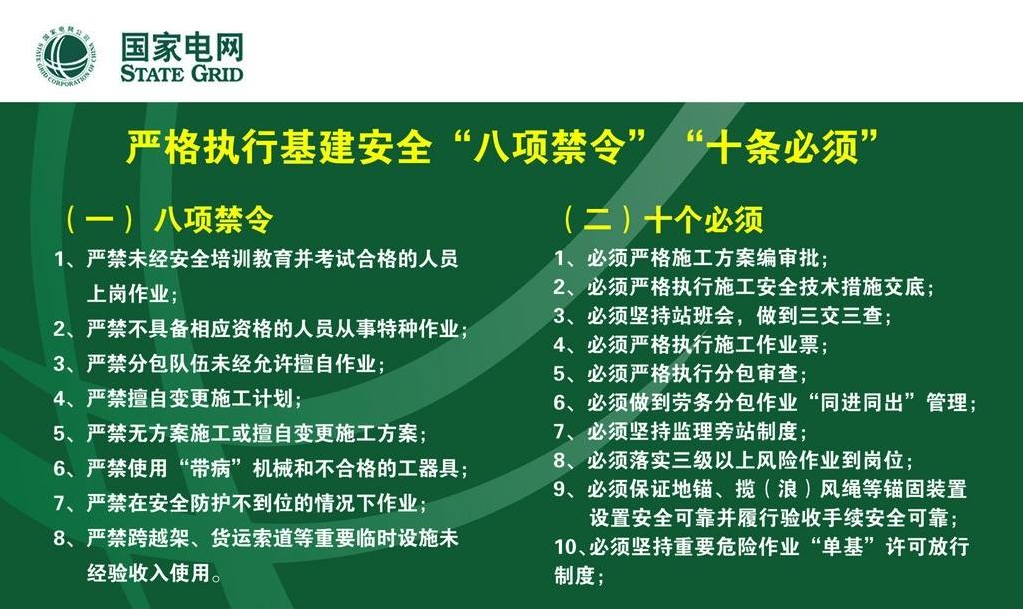 国家电网公司
STATE GRID CORPORATION OF CHINA
国家电网
STATE GRID
严格执行基建安全“八项禁令”“十条必须”
（一）八项禁令
1、严禁未经安全培训教育并考试合格的人员
上岗作业；
2、严禁不具备相应资格的人员从事特种作业；
3、严禁分包队伍未经允许擅自作业；
4、严禁擅自变更施工计划；
5、严禁无方案施工或擅自变更施工方案；
6、严禁使用“带病”机械和不合格的工器具；
7、严禁在安全防护不到位的情况下作业；
8、严禁跨越架、货运索道等重要临时设施未
经验收入使用。
（二）十个必须
1、必须严格施工方案编审批；
2、必须严格执行施工安全技术措施交底；
3、必须坚持站班会，做到三交三查；
4、必须严格执行施工作业票；
5、必须严格执行分包审查；
6、必须做到劳务分包作业“同进同出”管理；
7、必须坚持监理旁站制度；
8、必须落实三级以上风险作业到岗位；
9、必须保证地锚、揽（浪）风绳等锚固装置
设置安全可靠并履行验收手续安全可靠；
10、必须坚持重要危险作业“单基”许可放行
制度；